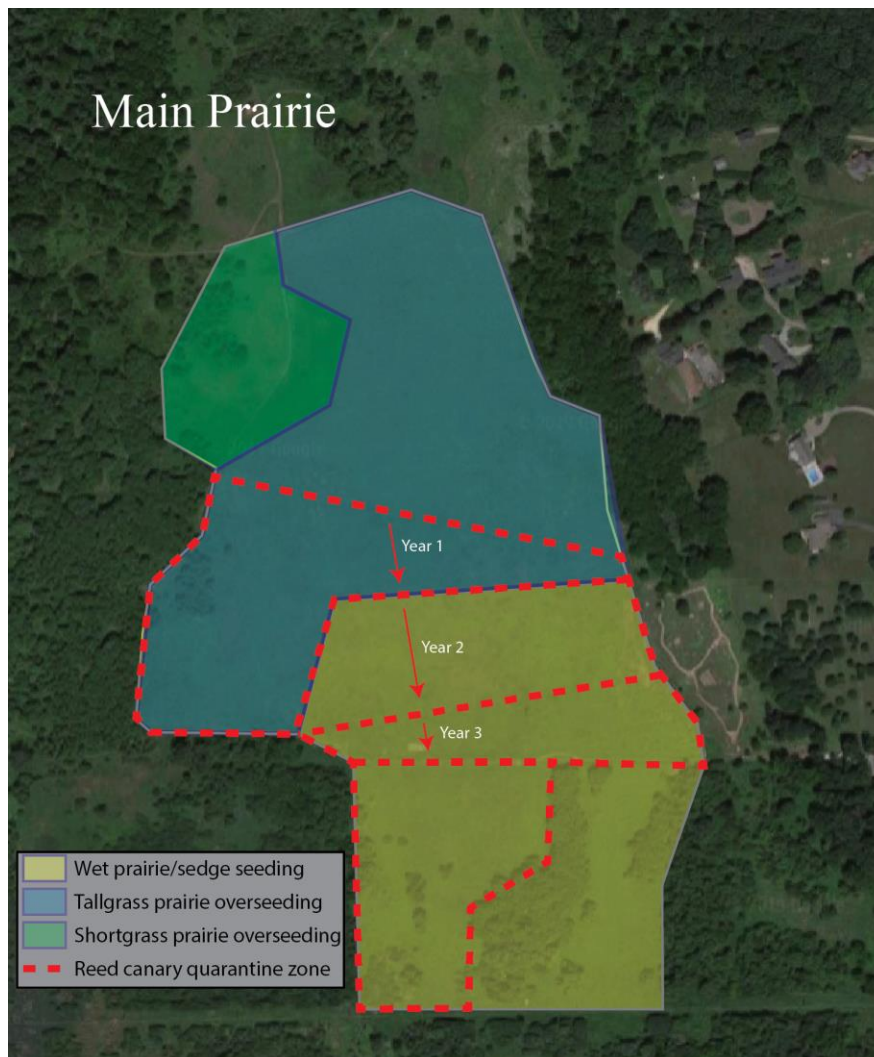 Main Prairie
Google
Year 1
Year 2
Year 3
Wet prairie/sedge seeding
Tallgrass prairie overseeding
Shortgrass prairie overseeding
Reed canary quarantine zone